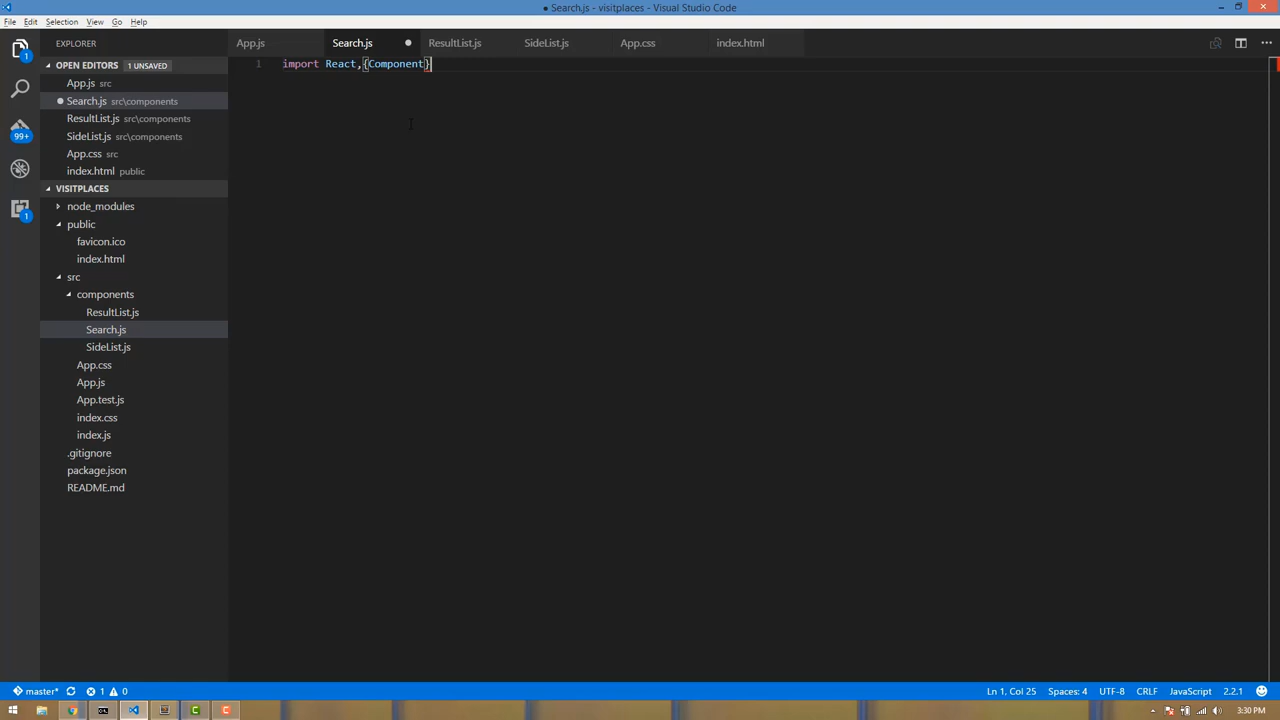 ● Search.js - visitplaces - Visual Studio Code
File Edit Selection View Go Help
EXPLORER
App.js
Search.js
ResultList.js
SideList.js
App.css
index.html
OPEN EDITORS 1 UNSAVED
App.js src
Search.js src\components
ResultList.js src\components
SideList.js src\components
App.css src
index.html public
VISITPLACES
node_modules
public
favicon.ico
index.html
src
components
ResultList.js
Search.js
SideList.js
App.css
App.js
App.test.js
index.css
index.js
.gitignore
package.json
README.md
1
99+
1
1 import React,{Component}
master* 1 0
Ln 1, Col 25 Spaces: 4 UTF-8 CRLF JavaScript 2.2.1
3:30 PM